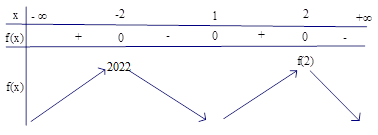 x - ∞ -2 1 2 +∞
f(x) + 0 - 0 + 0 -
2022 f(2)
f(x)